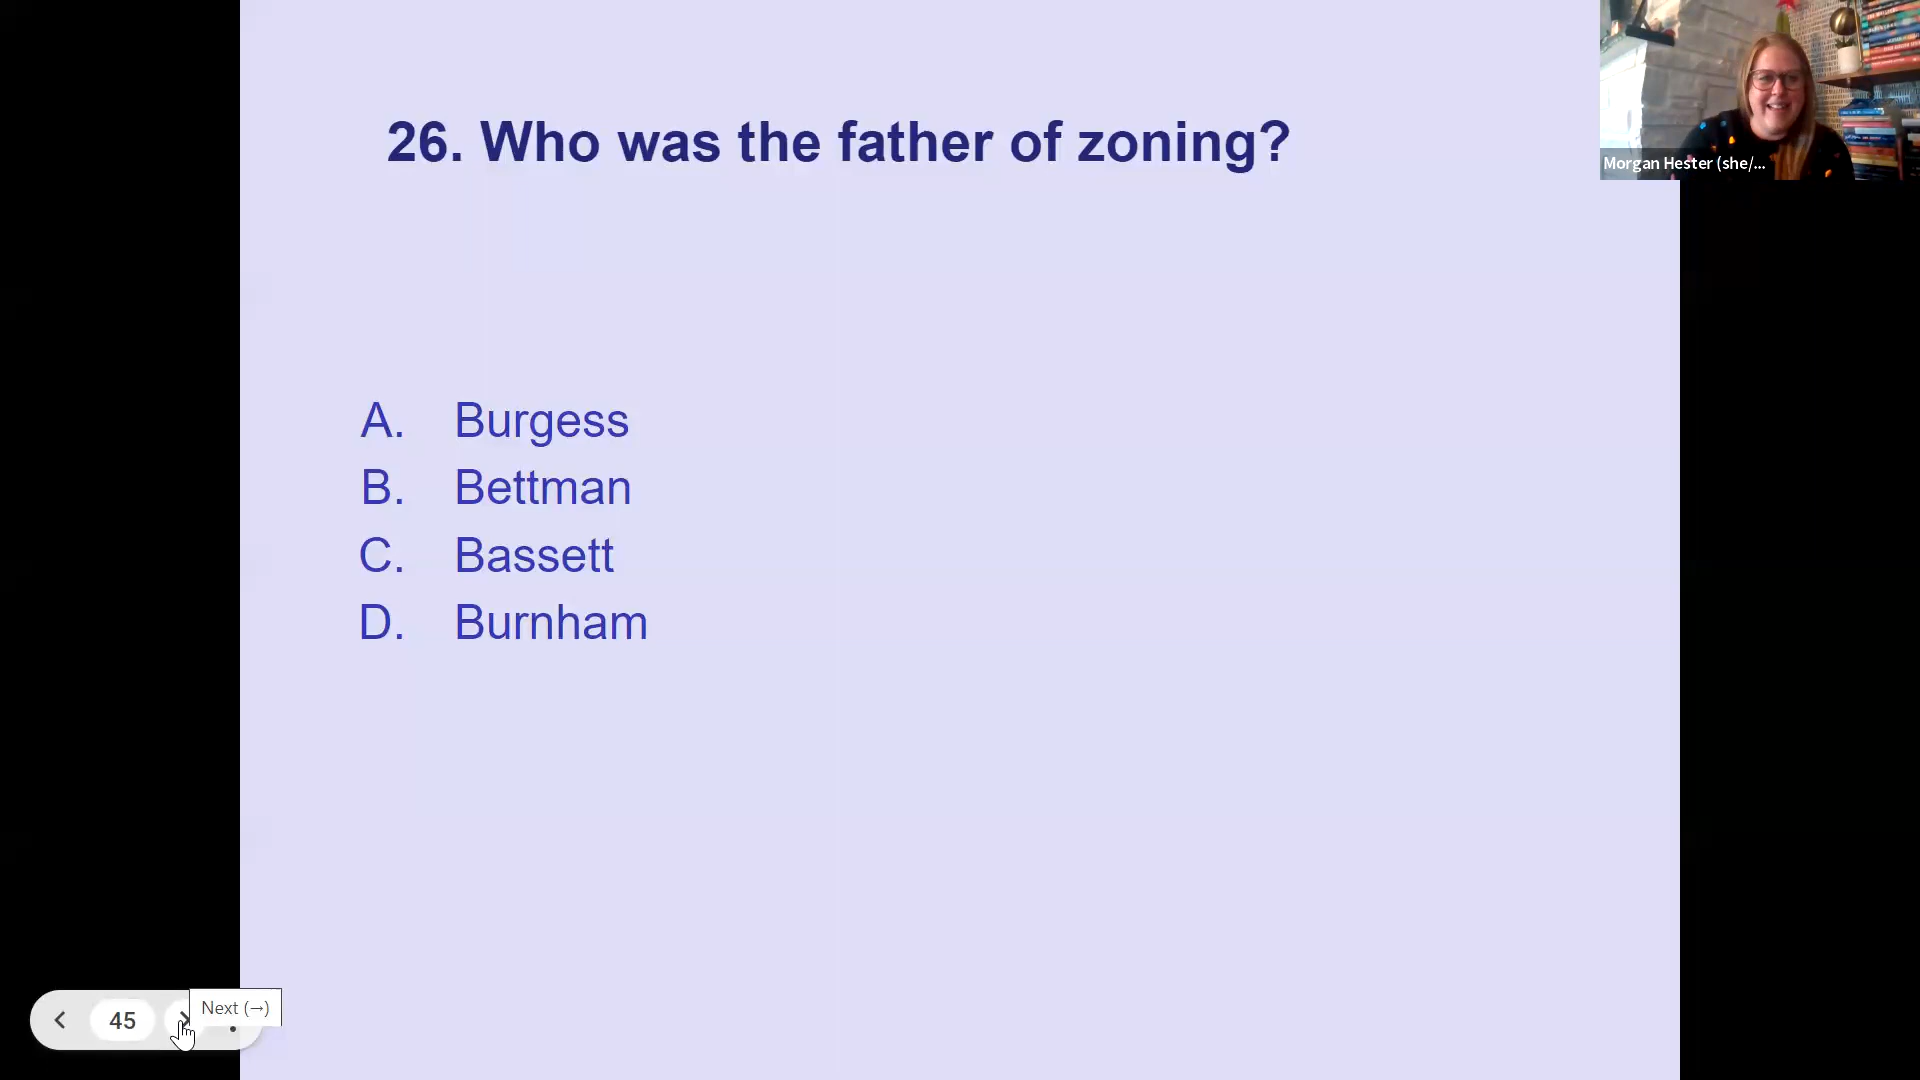 26. Who was the father of zoning?
Morgan Hester (she/...
A. Burgess
B. Bettman
C. Bassett
D. Burnham
Next (→)
45